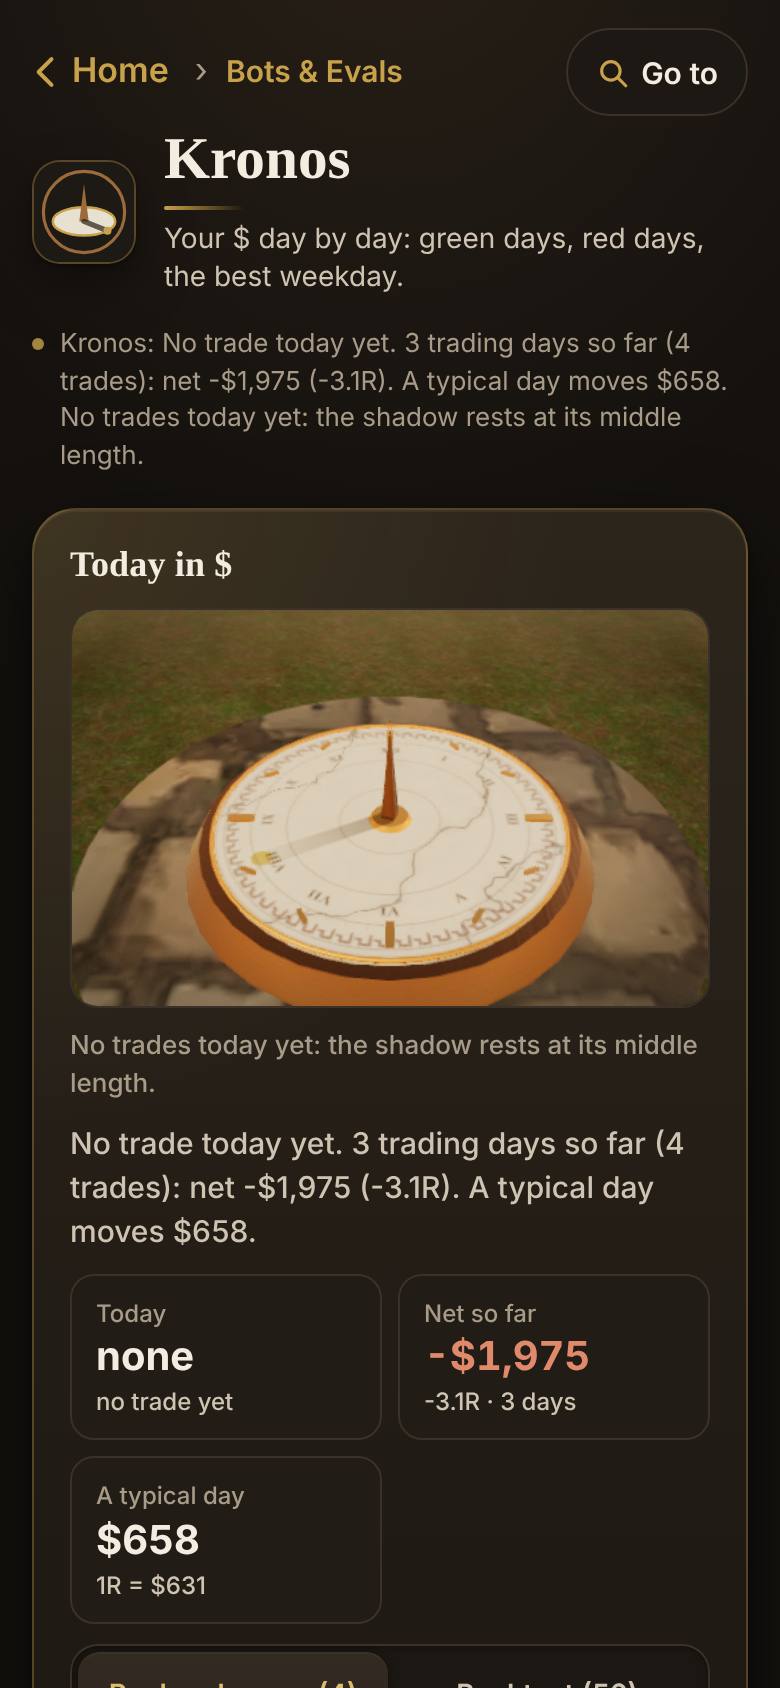 Home › Bots & Evals
Go to
Kronos
Your $ day by day: green days, red days,
the best weekday.
Kronos: No trade today yet. 3 trading days so far (4
trades): net -$1,975 (-3.1R). A typical day moves $658.
No trades today yet: the shadow rests at its middle
length.
Today in $
III
VI
VII
No trades today yet: the shadow rests at its middle
length.
No trade today yet. 3 trading days so far (4
trades): net -$1,975 (-3.1R). A typical day
moves $658.
Today
none
no trade yet
Net so far
-$1,975
-3.1R · 3 days
A typical day
$658
1R = $631